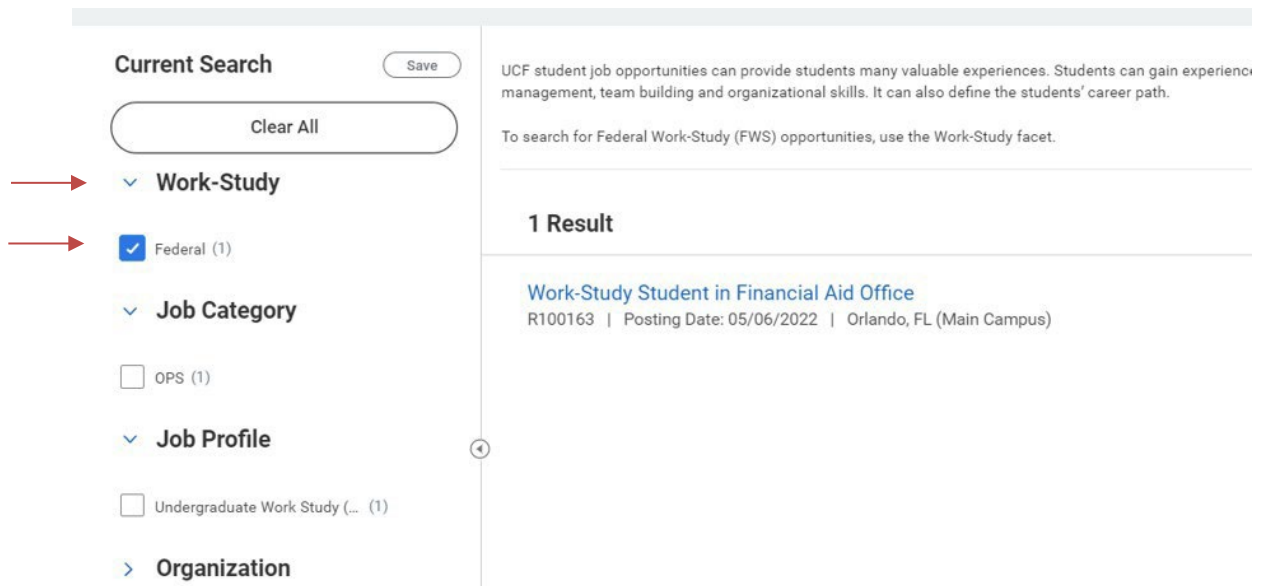 Current Search
Save
Clear All
Work-Study
Federal (1)
Job Category
OPS (1)
Job Profile
Undergraduate Work Study (... (1)
Organization
UCF student job opportunities can provide students many valuable experiences. Students can gain experience
management, team building and organizational skills. It can also define the students' career path.
To search for Federal Work-Study (FWS) opportunities, use the Work-Study facet.
1 Result
Work-Study Student in Financial Aid Office
R100163 | Posting Date: 05/06/2022 | Orlando, FL (Main Campus)